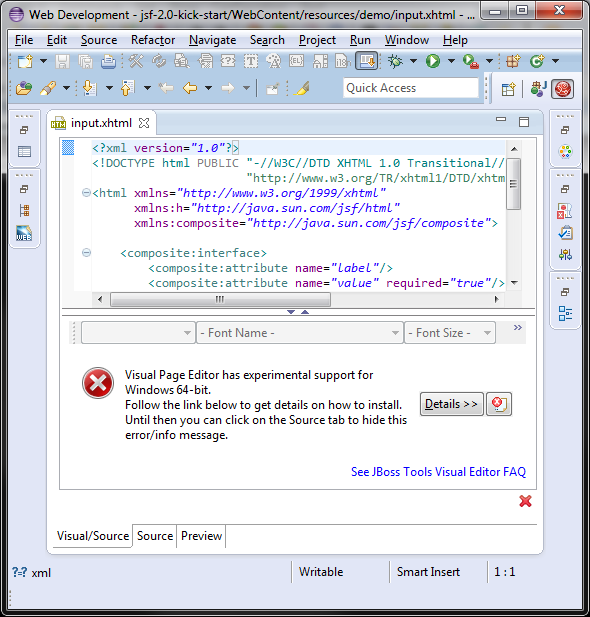 Web Development - jsf-2.0-kick-start/WebContent/resources/demo/input.xhtml - ...
File Edit Source Refactor Navigate Search Project Run Window Help
Quick Access
input.xhtml
<?xml version="1.0"?>
<!DOCTYPE html PUBLIC "-//W3C//DTD XHTML 1.0 Transitional//
"http://www.w3.org/TR/xhtml1/DTD/xhtm
<html xmlns="http://www.w3.org/1999/xhtml"
xmlns:h="http://java.sun.com/jsf/html"
xmlns:composite="http://java.sun.com/jsf/composite">
<composite:interface>
<composite:attribute name="label"/>
<composite:attribute name="value" required="true"/>
- Font Name - - Font Size - »
Visual Page Editor has experimental support for
Windows 64-bit.
Follow the link below to get details on how to install.
Until then you can click on the Source tab to hide this
error/info message.
Details >>
See JBoss Tools Visual Editor FAQ
Visual/Source Source Preview
?-? xml Writable Smart Insert 1 : 1